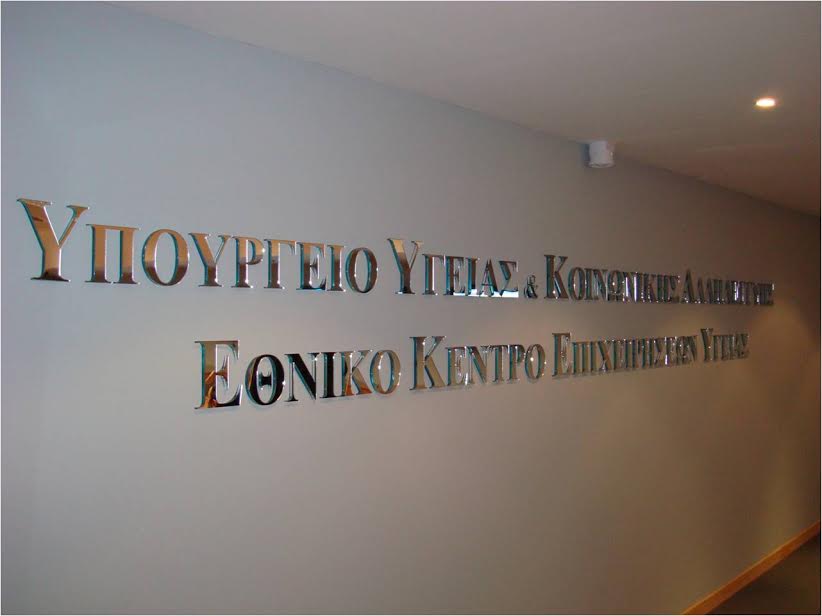 ΥΠΟΥΡΓΕΙΟ ΥΓΕΙΑΣ & ΚΟΙΝΩΝΙΚΗΣ ΑΛΛΗΛΕΓΓΥΗΣ
ΕΘΝΙΚΟ ΚΕΝΤΡΟ ΕΠΙΧΕΙΡΗΣΕΩΝ ΥΓΕΙΑΣ